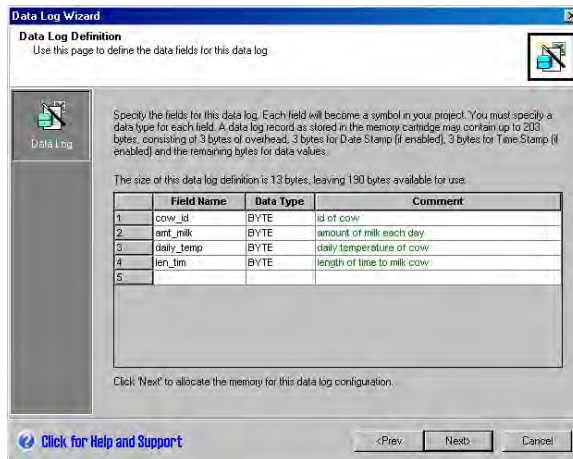 Data Log Wizard
Data Log Definition
Use this page to define the data fields for this data log
Data Log
Specify the fields for this data log. Each field will become a symbol in your project. You must specify a
data type for each field. A data log record as stored in the memory cartridge may contain up to 203
bytes, consisting of 3 bytes of overhead, 3 bytes for Date Stamp (if enabled), 3 bytes for Time Stamp (if
enabled) and the remaining bytes for data values.
The size of this data log definition is 13 bytes, leaving 190 bytes available for use.
Field Name Data Type Comment
1 cow_id BYTE id of cow
2 amt_milk BYTE amount of milk each day
3 daily_temp BYTE daily temperature of cow
4 len_tim BYTE length of time to milk cow
5
Click 'Next' to allocate the memory for this data log configuration.
Click for Help and Support
<Prev Next> Cancel